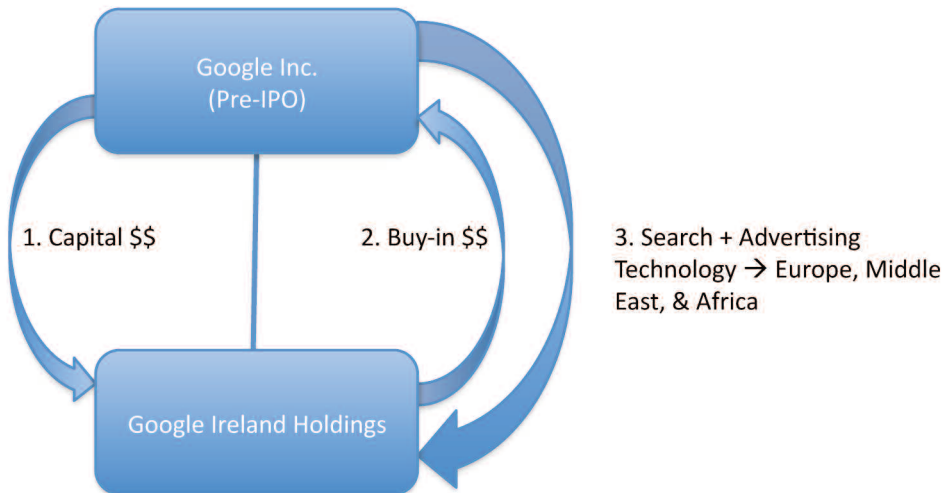 Google Inc.
(Pre-IPO)
1. Capital $$
2. Buy-in $$
3. Search + Advertising
Technology → Europe, Middle
East, & Africa
Google Ireland Holdings